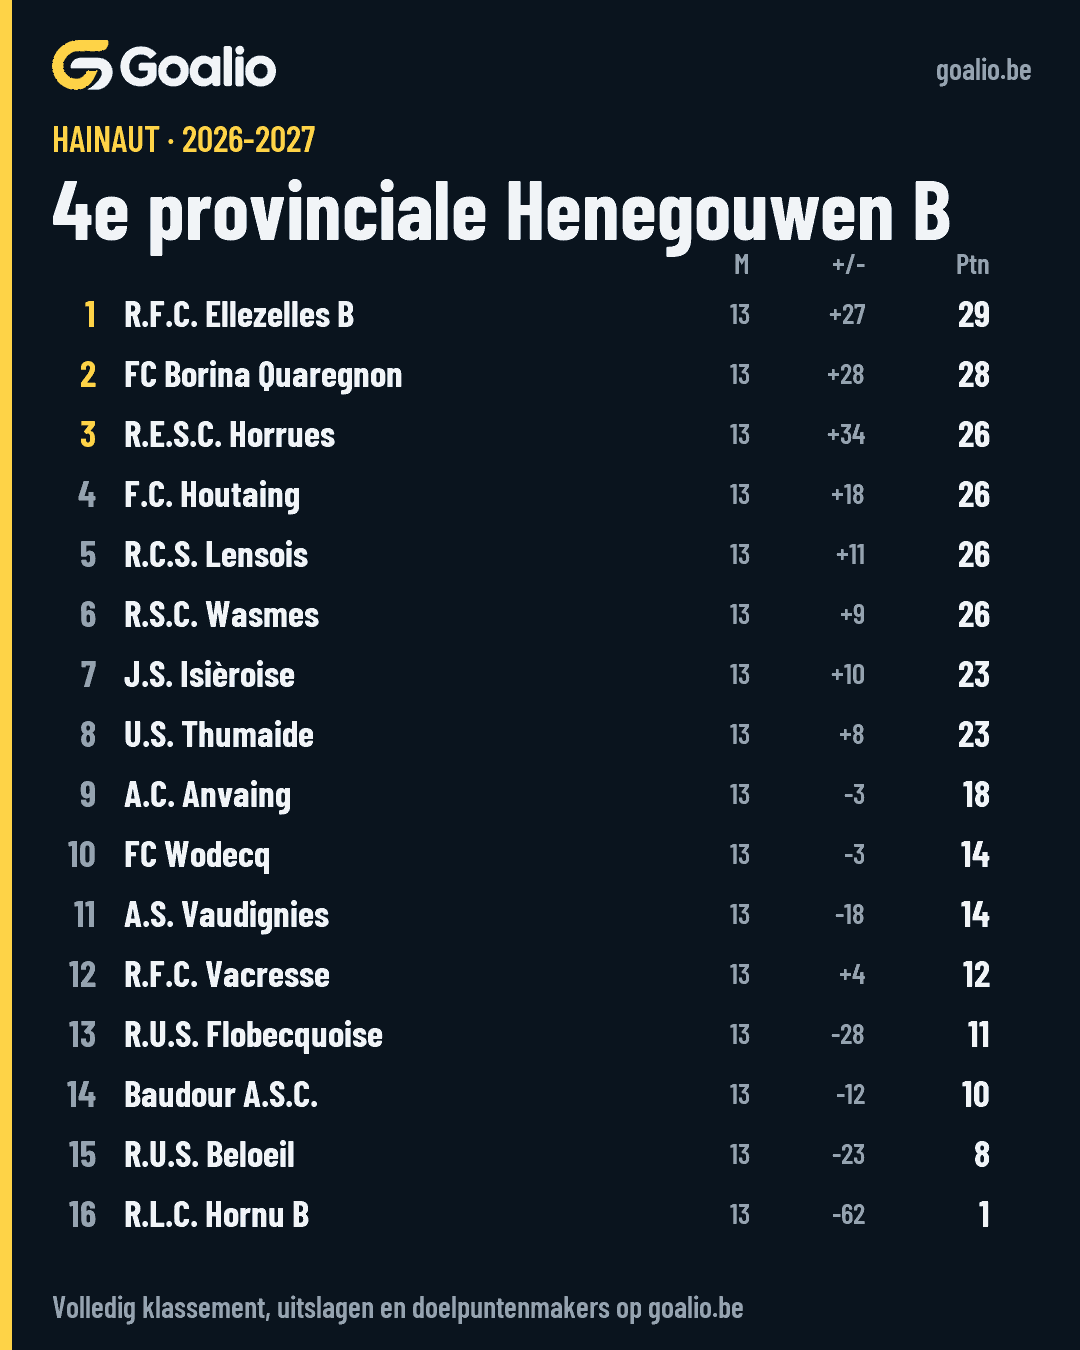 Goalio
goalio.be
HAINAUT · 2026-2027
4e provinciale Henegouwen B
M +/- Ptn
1 R.F.C. Ellezelles B 13 +27 29
2 FC Borina Quaregnon 13 +28 28
3 R.E.S.C. Horrues 13 +34 26
4 F.C. Houtaing 13 +18 26
5 R.C.S. Lensois 13 +11 26
6 R.S.C. Wasmes 13 +9 26
7 J.S. Isièroise 13 +10 23
8 U.S. Thumaide 13 +8 23
9 A.C. Anvaing 13 -3 18
10 FC Wodecq 13 -3 14
11 A.S. Vaudignies 13 -18 14
12 R.F.C. Vacresse 13 +4 12
13 R.U.S. Flobecquoise 13 -28 11
14 Baudour A.S.C. 13 -12 10
15 R.U.S. Beloeil 13 -23 8
16 R.L.C. Hornu B 13 -62 1
Volledig klassement, uitslagen en doelpuntenmakers op goalio.be